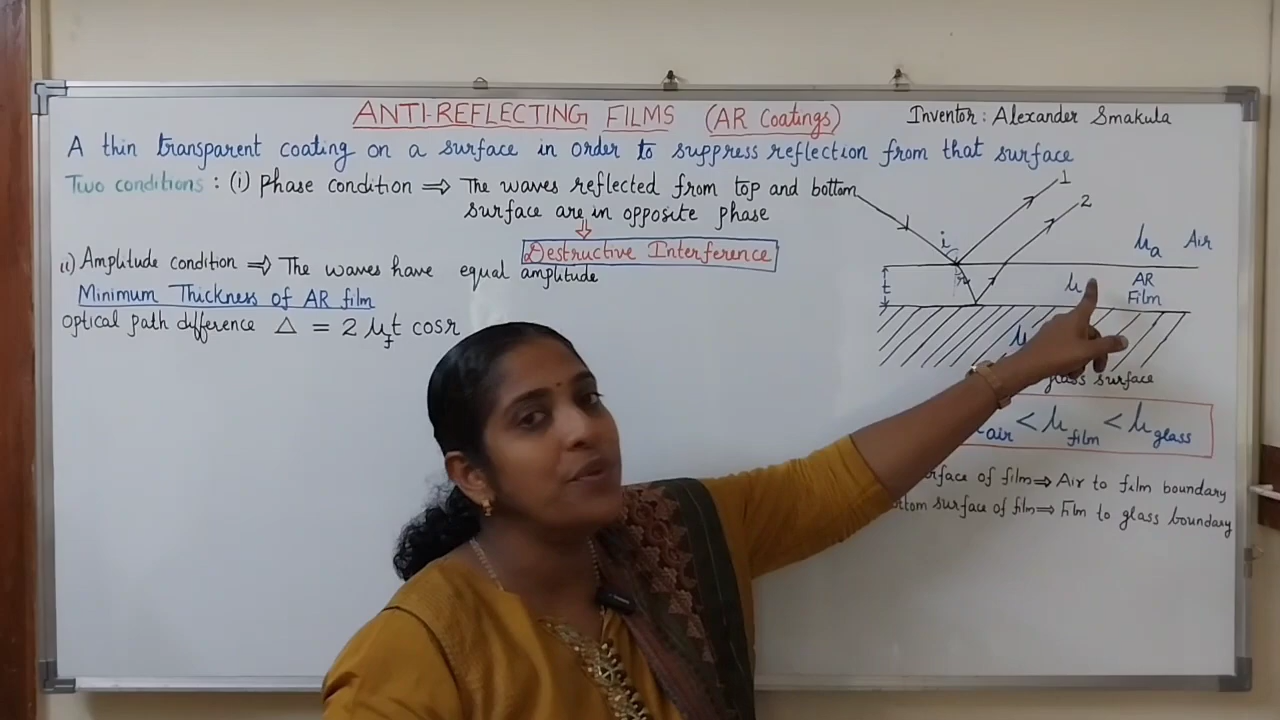 ANTI-REFLECTING FILMS (AR Coatings)
Inventor: Alexander Smakula
A thin transparent coating on a surface in order to suppress reflection from that surface
Two conditions : (i) Phase condition ⇒ The waves reflected from top and bottom
surface are in opposite phase
⇓
Destructive Interference
ii) Amplitude condition ⇒ The waves have equal amplitude
Minimum Thickness of AR film
Optical path difference Δ = 2 μf t cos r
1
2
i
μa Air
t
r
μ
AR
Film
μ
glass surface
air < μfilm < μglass
surface of film ⇒ Air to film boundary
bottom surface of film ⇒ Film to glass boundary